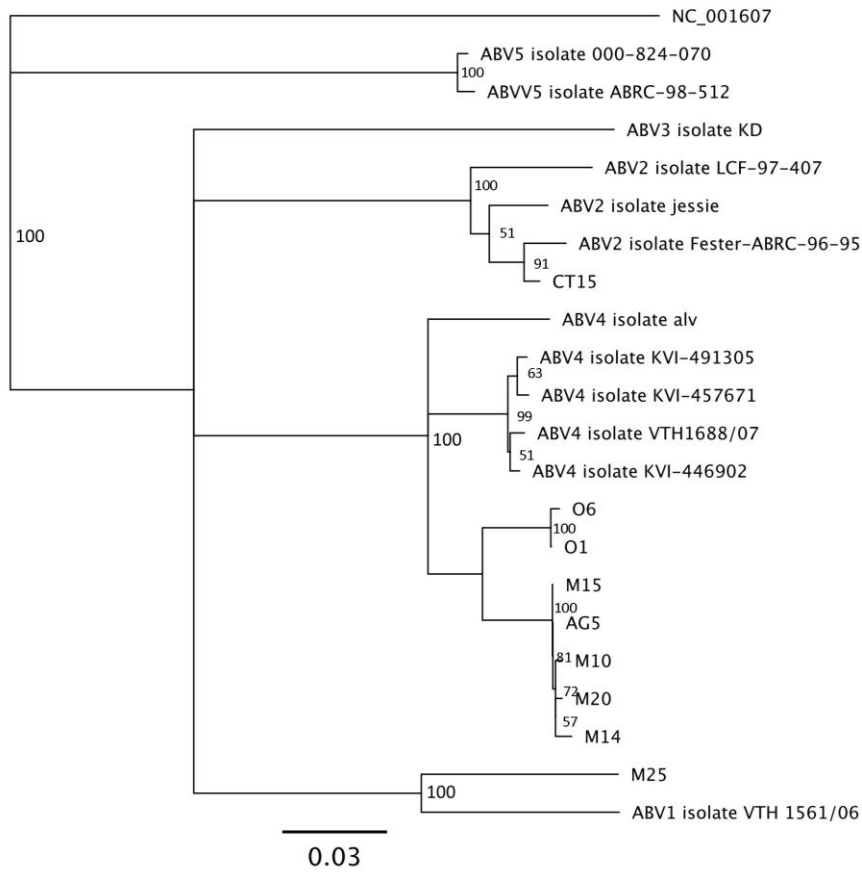 NC_001607
ABV5 isolate 000-824-070
100
ABVV5 isolate ABRC-98-512
ABV3 isolate KD
ABV2 isolate LCF-97-407
100
ABV2 isolate jessie
51
100
ABV2 isolate Fester-ABRC-96-95
91
CT15
ABV4 isolate alv
ABV4 isolate KVI-491305
63
ABV4 isolate KVI-457671
99
ABV4 isolate VTH1688/07
100
51
ABV4 isolate KVI-446902
O6
100
O1
M15
100
AG5
81
M10
72
M20
57
M14
M25
100
ABV1 isolate VTH 1561/06
0.03